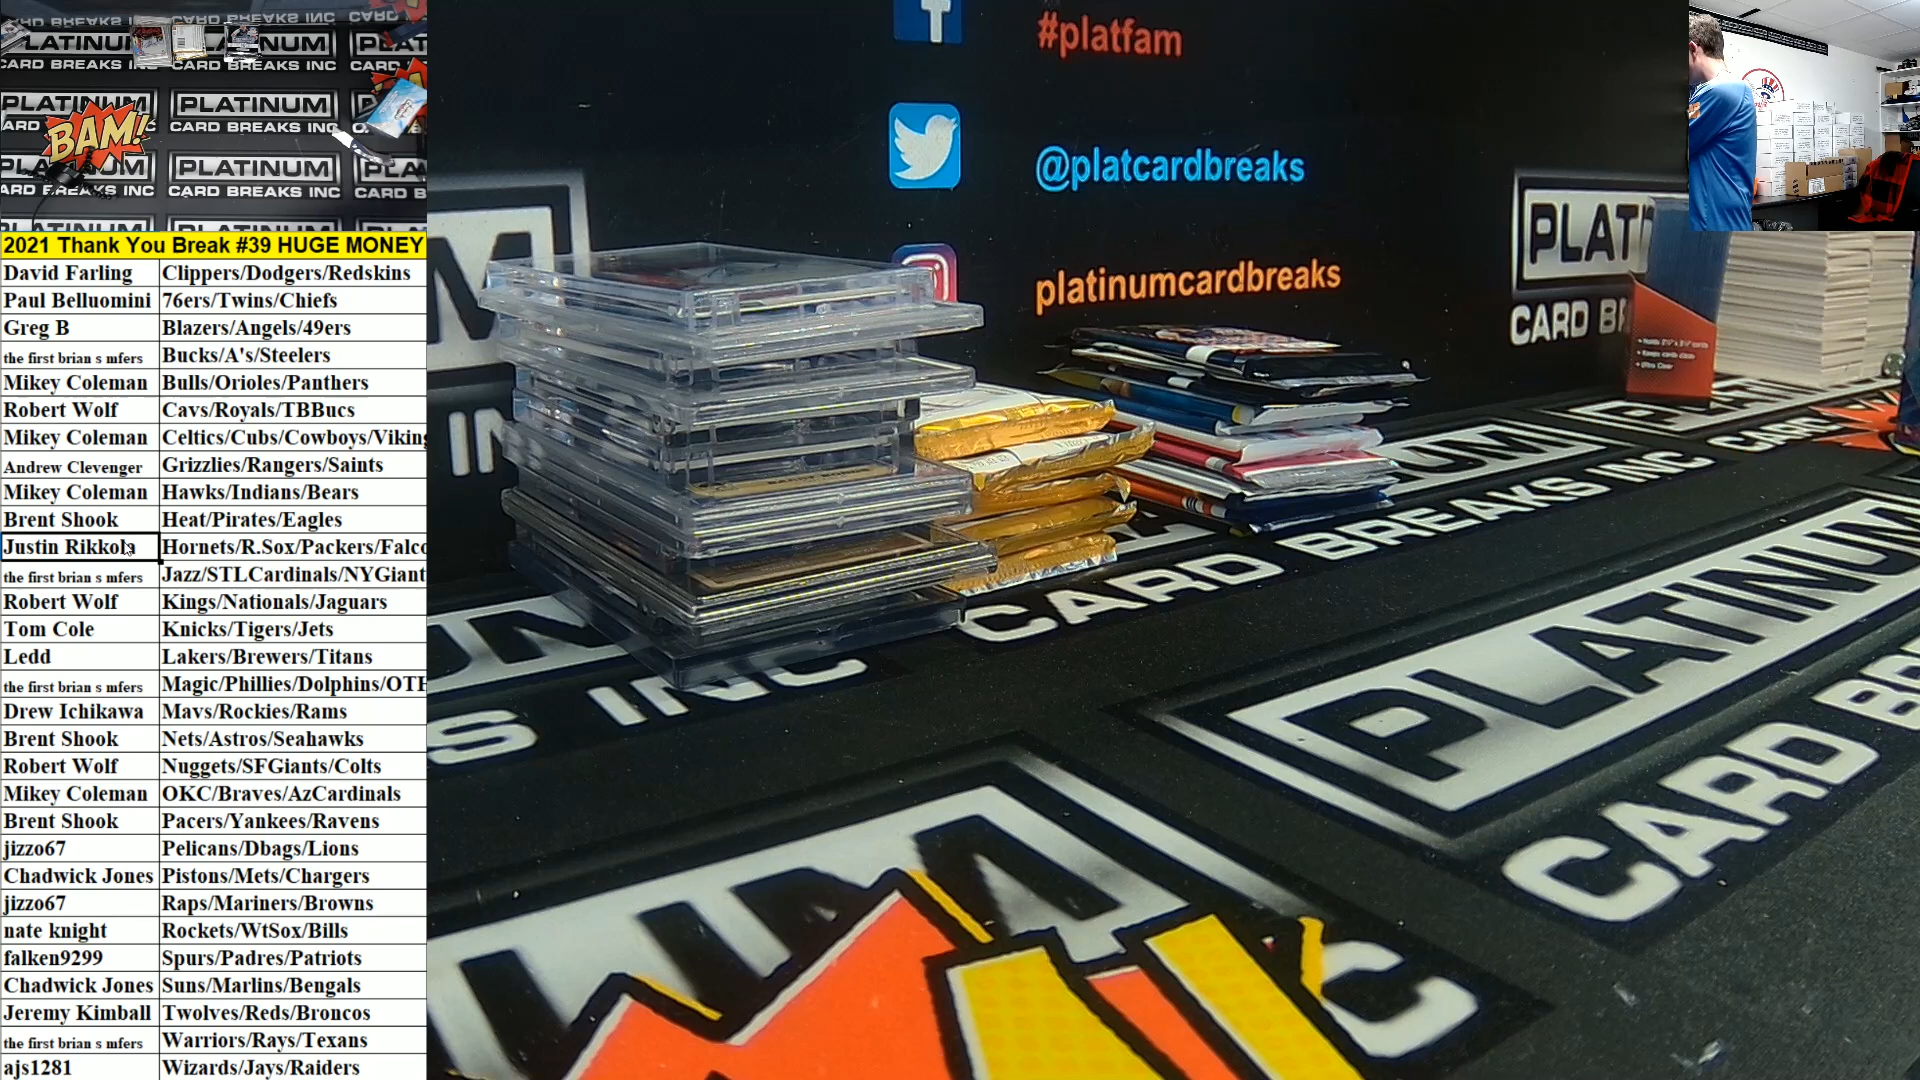 PLATINUM
CARD BREAKS INC
PLATINUM
PLATINUM
CARD BREAKS INC
BAM!
PLATINUM
CARD BREAKS INC
PLATINUM
2021 Thank You Break #39 HUGE MONEY
David Farling Clippers/Dodgers/Redskins
Paul Belluomini 76ers/Twins/Chiefs
Greg B Blazers/Angels/49ers
the first brian s mfers Bucks/A's/Steelers
Mikey Coleman Bulls/Orioles/Panthers
Robert Wolf Cavs/Royals/TBBucs
Mikey Coleman Celtics/Cubs/Cowboys/Viking
Andrew Clevenger Grizzlies/Rangers/Saints
Mikey Coleman Hawks/Indians/Bears
Brent Shook Heat/Pirates/Eagles
Justin Rikkola Hornets/R.Sox/Packers/Falco
the first brian s mfers Jazz/STLCardinals/NYGiant
Robert Wolf Kings/Nationals/Jaguars
Tom Cole Knicks/Tigers/Jets
Ledd Lakers/Brewers/Titans
the first brian s mfers Magic/Phillies/Dolphins/OTH
Drew Ichikawa Mavs/Rockies/Rams
Brent Shook Nets/Astros/Seahawks
Robert Wolf Nuggets/SFGiants/Colts
Mikey Coleman OKC/Braves/AzCardinals
Brent Shook Pacers/Yankees/Ravens
jizzo67 Pelicans/Dbags/Lions
Chadwick Jones Pistons/Mets/Chargers
jizzo67 Raps/Mariners/Browns
nate knight Rockets/WtSox/Bills
falken9299 Spurs/Padres/Patriots
Chadwick Jones Suns/Marlins/Bengals
Jeremy Kimball Twolves/Reds/Broncos
the first brian s mfers Warriors/Rays/Texans
ajs1281 Wizards/Jays/Raiders
#platfam
@platcardbreaks
platinumcardbreaks
PLAT
CARD B
CARD BREAKS INC
PLATINUM
CARD BR
S INC